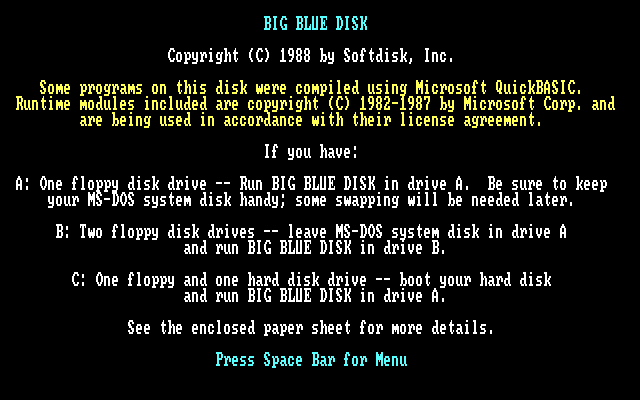 BIG BLUE DISK
Copyright (C) 1988 by Softdisk, Inc.
Some programs on this disk were compiled using Microsoft QuickBASIC.
Runtime modules included are copyright (C) 1982-1987 by Microsoft Corp. and
are being used in accordance with their license agreement.
If you have:
A: One floppy disk drive -- Run BIG BLUE DISK in drive A.  Be sure to keep
your MS-DOS system disk handy; some swapping will be needed later.
B: Two floppy disk drives -- leave MS-DOS system disk in drive A
and run BIG BLUE DISK in drive B.
C: One floppy and one hard disk drive -- boot your hard disk
and run BIG BLUE DISK in drive A.
See the enclosed paper sheet for more details.
Press Space Bar for Menu